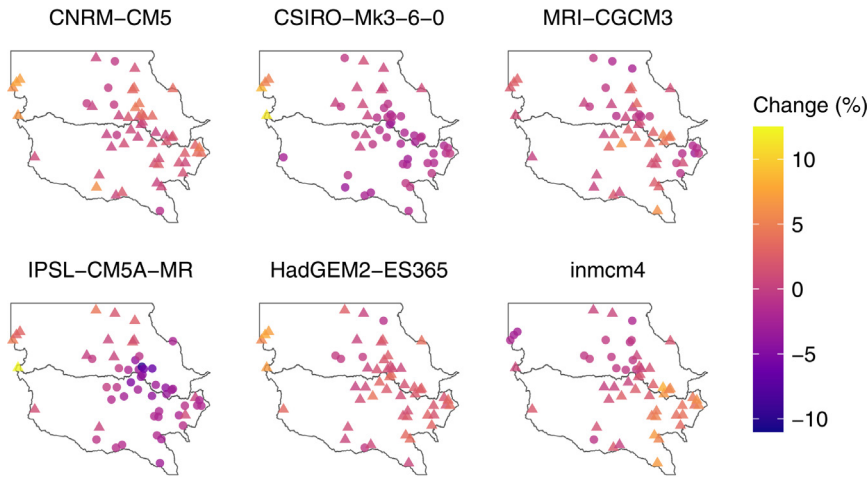 CNRM−CM5
CSIRO−Mk3−6−0
MRI−CGCM3
IPSL−CM5A−MR
HadGEM2−ES365
inmcm4
Change (%)
10
5
0
−5
−10